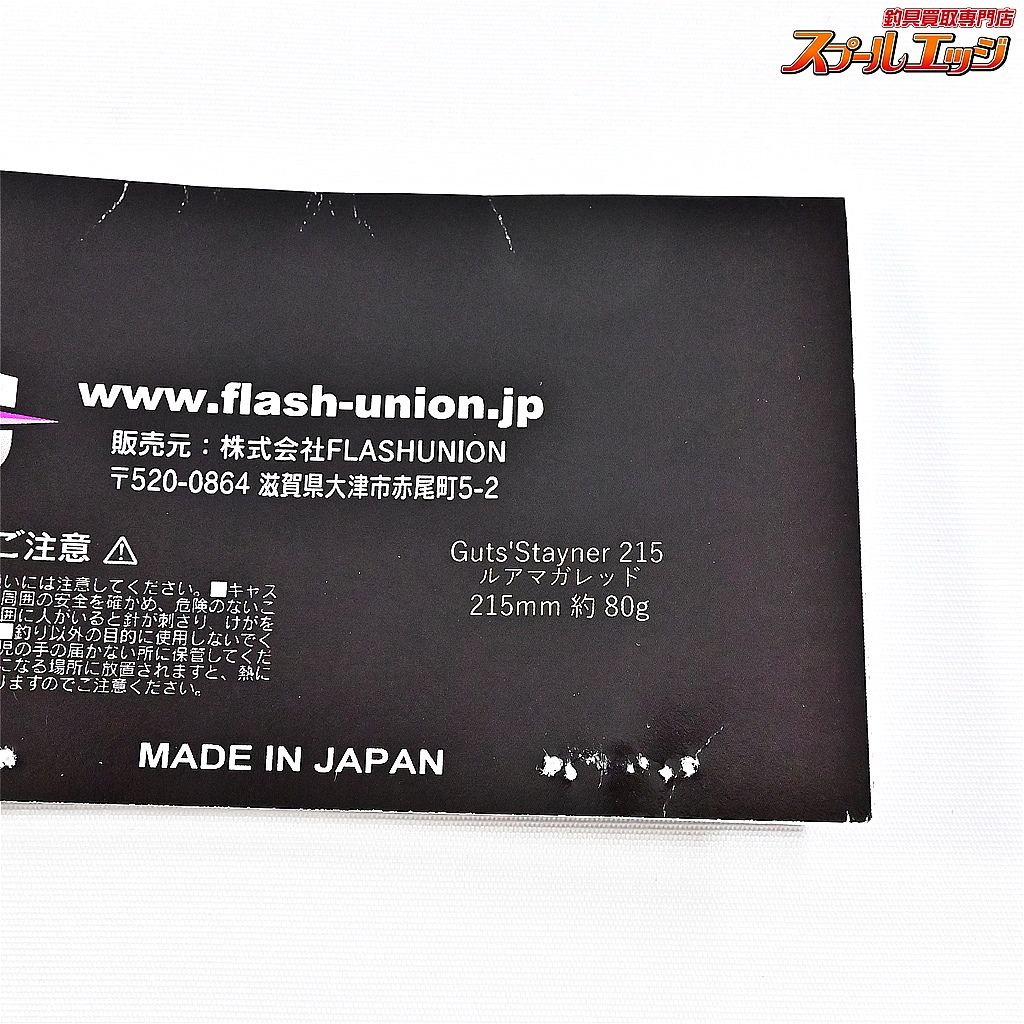 釣具買取専門店
スプールエッジ
www.flash-union.jp
販売元：株式会社FLASHUNION
〒520-0864 滋賀県大津市赤尾町5-2
ご注意
いには注意してください。■キャス
周囲の安全を確かめ、危険のないこ
囲に人がいると針が刺さり、けがを
■釣り以外の目的に使用しないでく
児の手の届かない所に保管してくだ
になる場所に放置されますと、熱に
りますのでご注意ください。
Guts'Stayner 215
ルアマガレッド
215mm 約 80g
MADE IN JAPAN